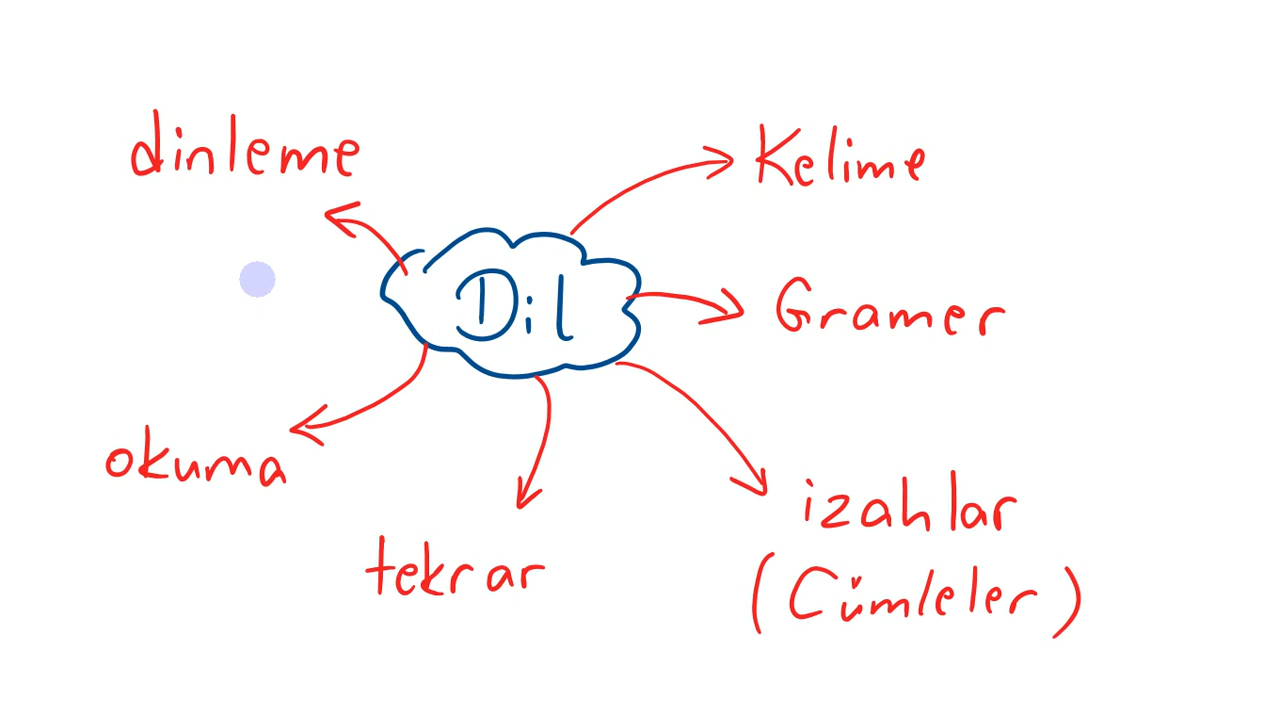 dinleme
Kelime
Dil
Gramer
okuma
tekrar
izahlar
(Cümleler)